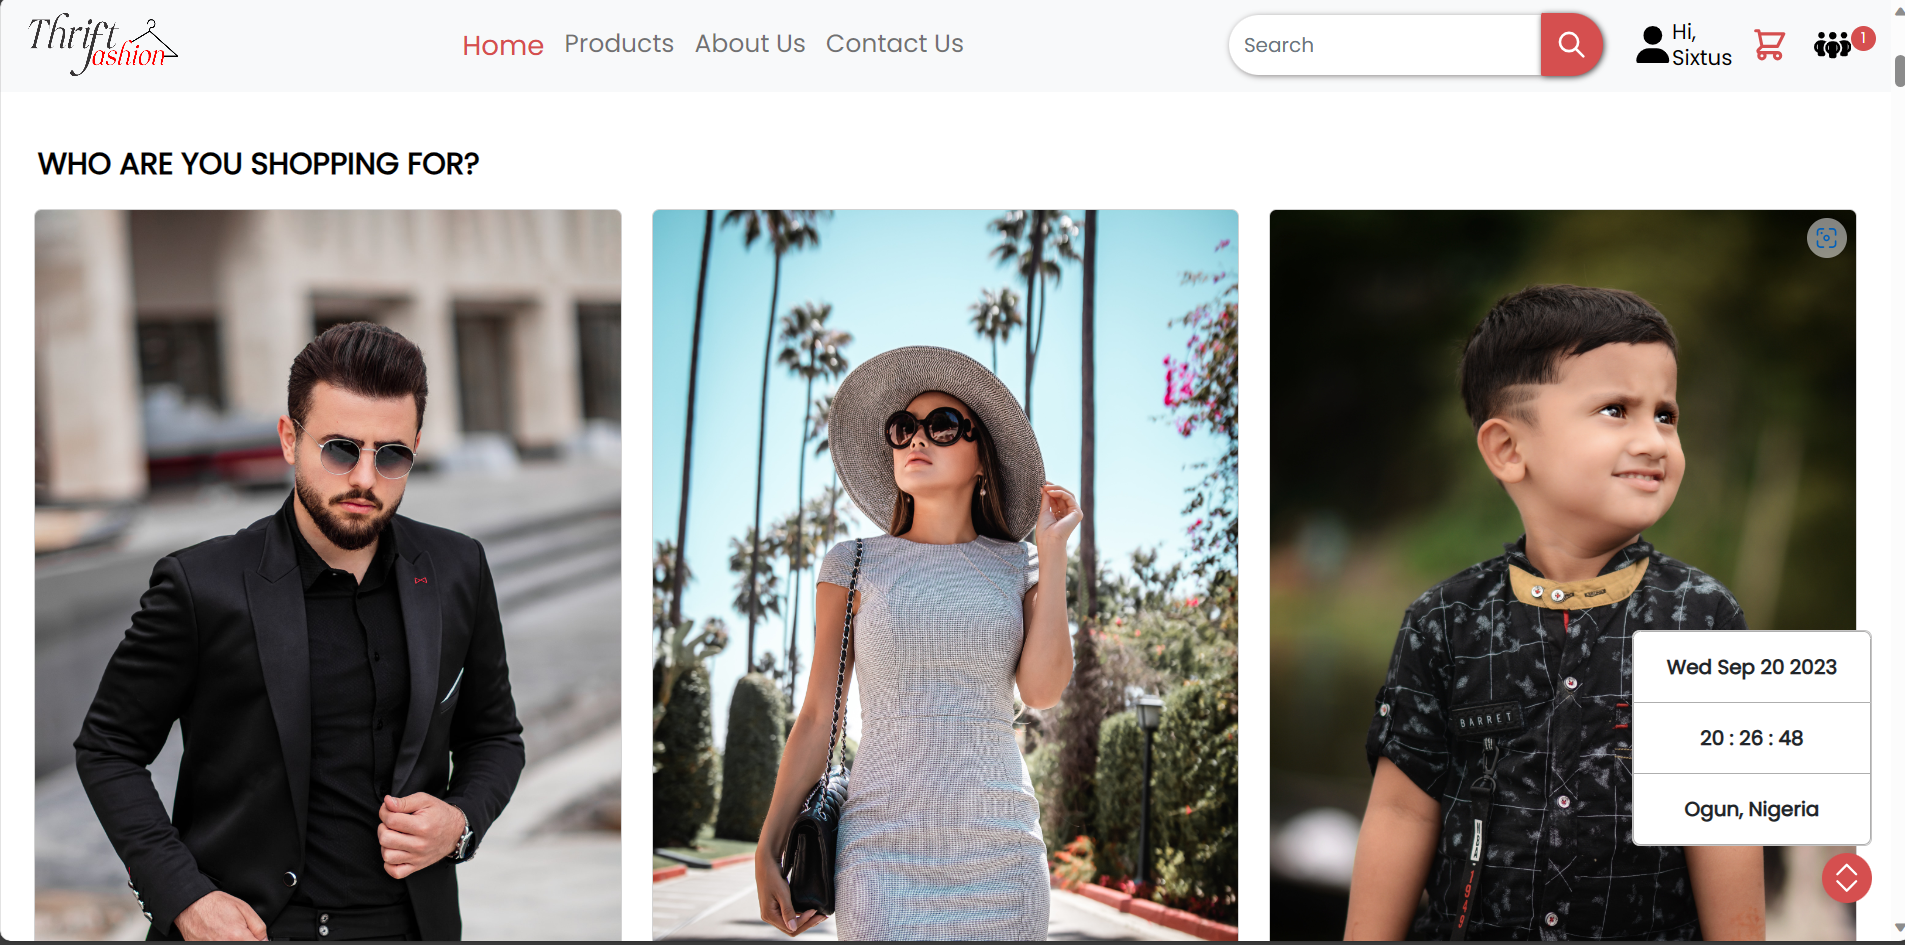 Thrift
fashion
Home
Products
About Us
Contact Us
Search
Hi,
Sixtus
1
WHO ARE YOU SHOPPING FOR?
BARRET
Wed Sep 20 2023
20 : 26 : 48
Ogun, Nigeria